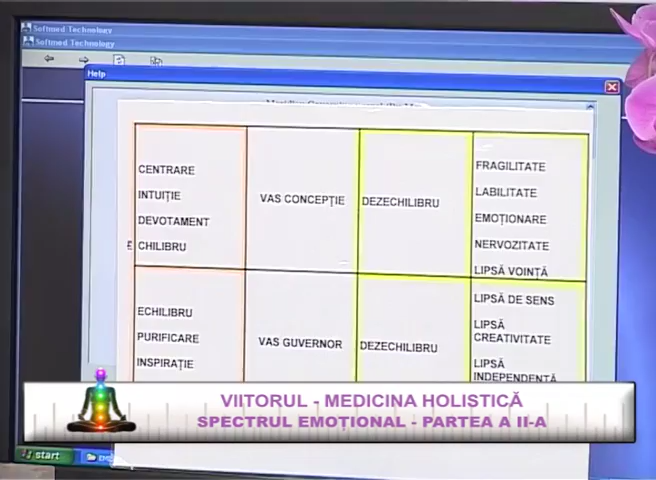 Softmed Technology
Softmed Technology
Help
CENTRARE
INTUIȚIE
DEVOTAMENT
ECHILIBRU
VAS CONCEPȚIE
DEZECHILIBRU
FRAGILITATE
LABILITATE
EMOȚIONARE
NERVOZITATE
LIPSĂ VOINȚĂ
ECHILIBRU
PURIFICARE
INSPIRAȚIE
VAS GUVERNOR
DEZECHILIBRU
LIPSĂ DE SENS
LIPSĂ
CREATIVITATE
LIPSĂ
INDEPENDENȚĂ
VIITORUL - MEDICINA HOLISTICĂ
SPECTRUL EMOȚIONAL - PARTEA A II-A
start